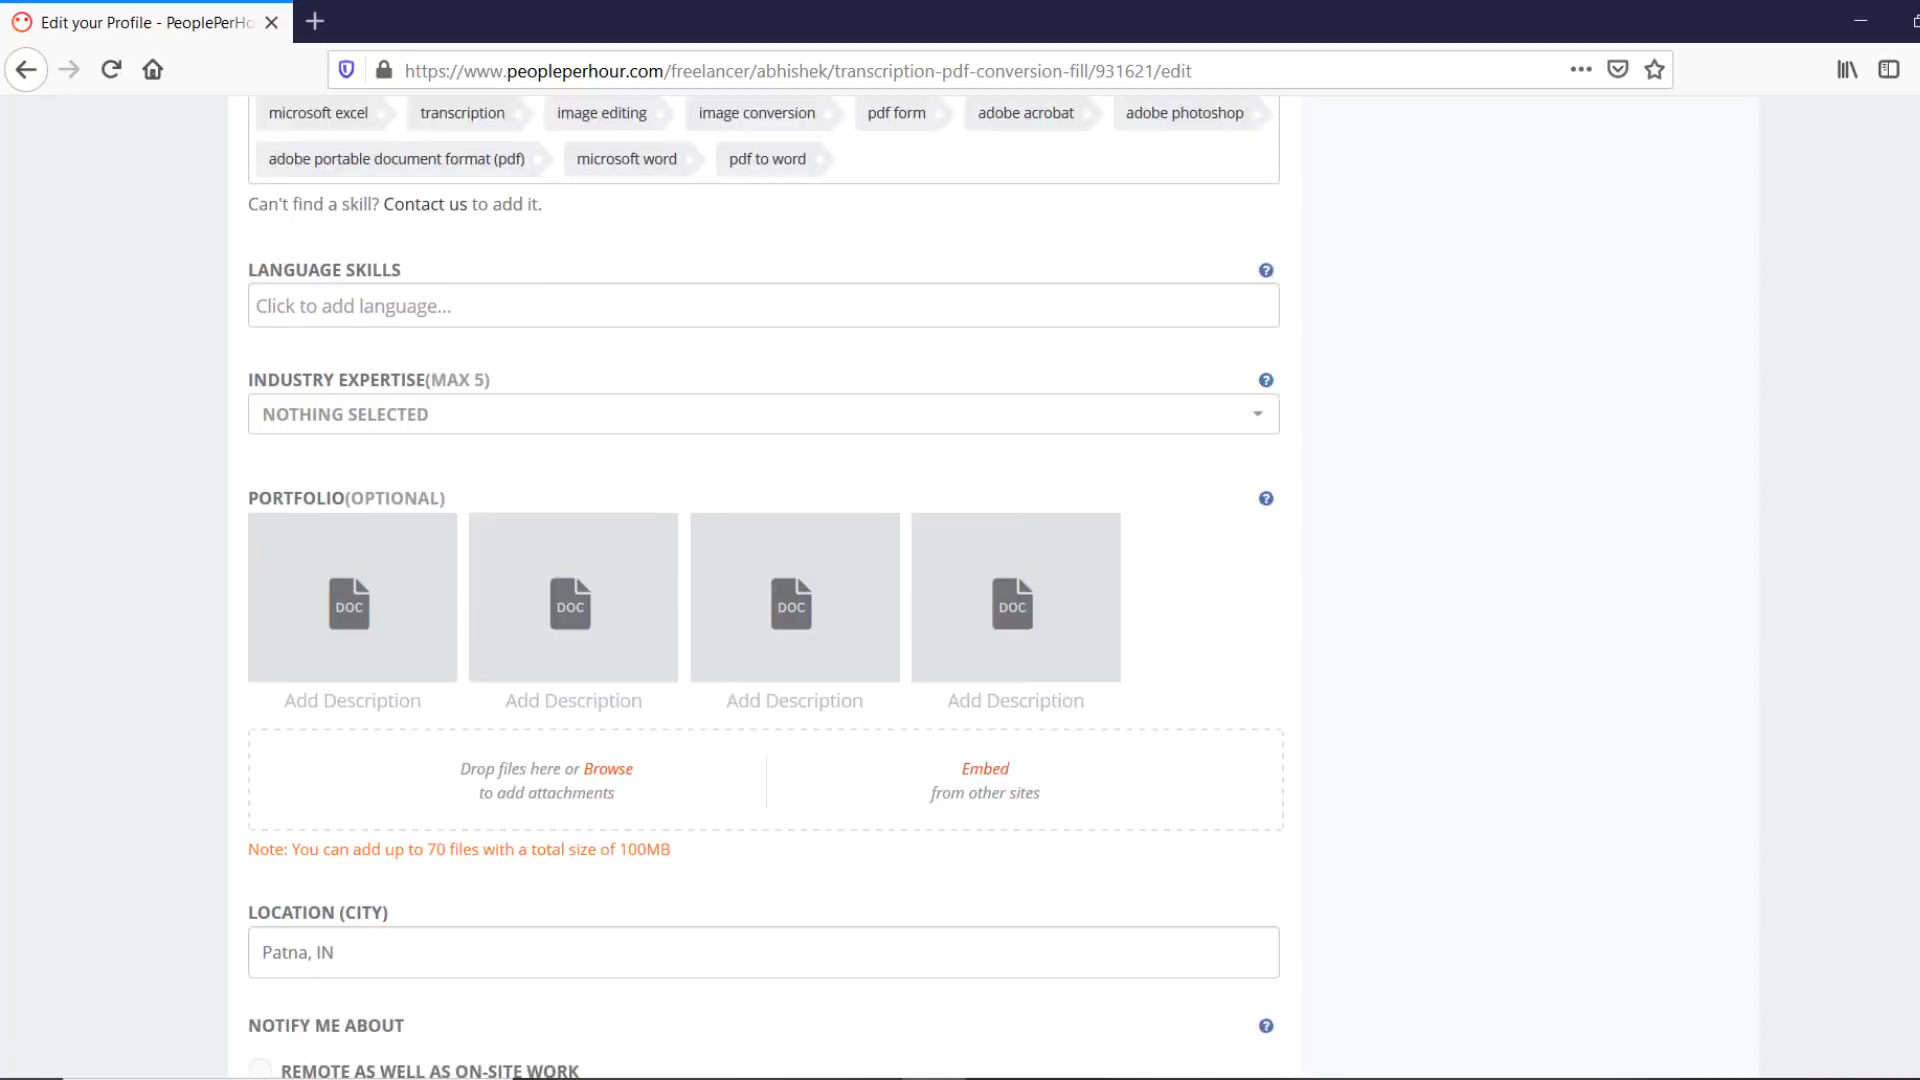 Edit your Profile - PeoplePerHo
https://www.peopleperhour.com/freelancer/abhishek/transcription-pdf-conversion-fill/931621/edit
microsoft excel transcription image editing image conversion pdf form adobe acrobat adobe photoshop
adobe portable document format (pdf) microsoft word pdf to word
Can't find a skill? Contact us to add it.
LANGUAGE SKILLS
Click to add language...
INDUSTRY EXPERTISE(MAX 5)
NOTHING SELECTED
PORTFOLIO(OPTIONAL)
DOC DOC DOC DOC
Add Description Add Description Add Description Add Description
Drop files here or Browse
to add attachments
Embed
from other sites
Note: You can add up to 70 files with a total size of 100MB
LOCATION (CITY)
Patna, IN
NOTIFY ME ABOUT
REMOTE AS WELL AS ON-SITE WORK